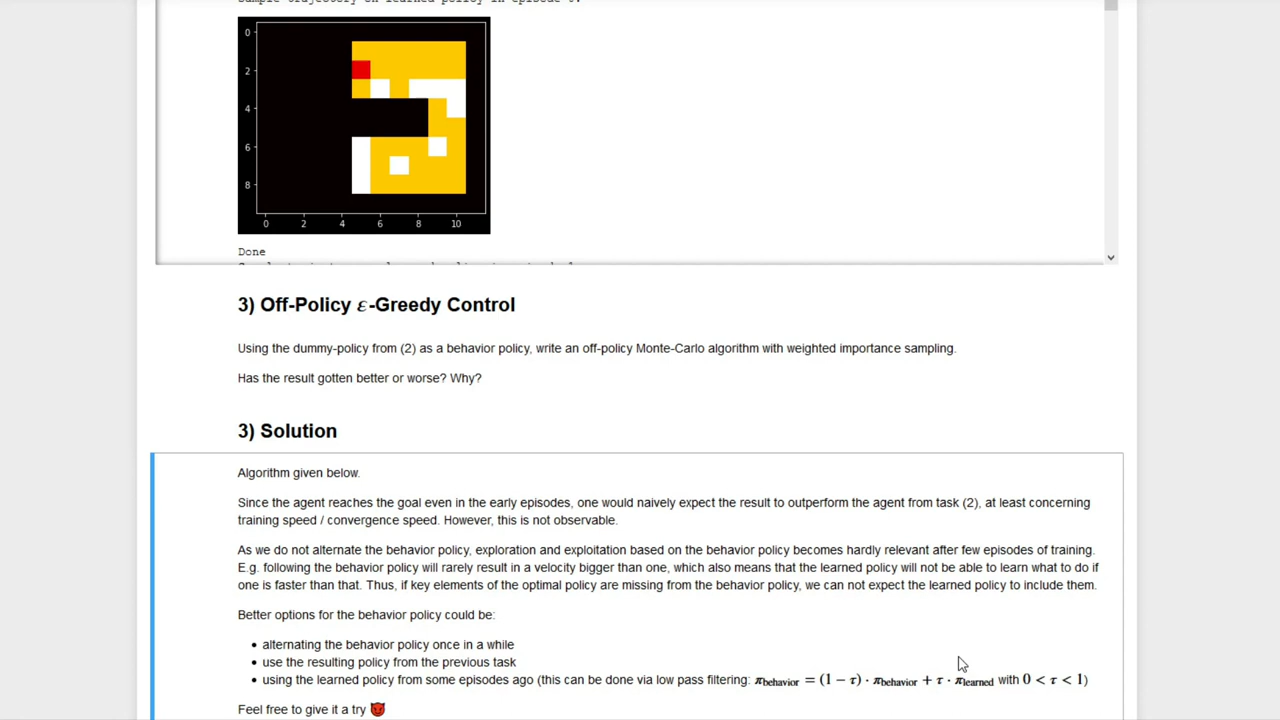 Sample trajectory on learned policy in episode
0
2
4
6
8
0 2 4 6 8 10
Done
3) Off-Policy ε-Greedy Control
Using the dummy-policy from (2) as a behavior policy, write an off-policy Monte-Carlo algorithm with weighted importance sampling.
Has the result gotten better or worse? Why?
3) Solution
Algorithm given below.
Since the agent reaches the goal even in the early episodes, one would naively expect the result to outperform the agent from task (2), at least concerning
training speed / convergence speed. However, this is not observable.
As we do not alternate the behavior policy, exploration and exploitation based on the behavior policy becomes hardly relevant after few episodes of training.
E.g. following the behavior policy will rarely result in a velocity bigger than one, which also means that the learned policy will not be able to learn what to do if
one is faster than that. Thus, if key elements of the optimal policy are missing from the behavior policy, we can not expect the learned policy to include them.
Better options for the behavior policy could be:
• alternating the behavior policy once in a while
• use the resulting policy from the previous task
• using the learned policy from some episodes ago (this can be done via low pass filtering: π_behavior = (1 − τ) · π_behavior + τ · π_learned with 0 < τ < 1)
Feel free to give it a try 😈